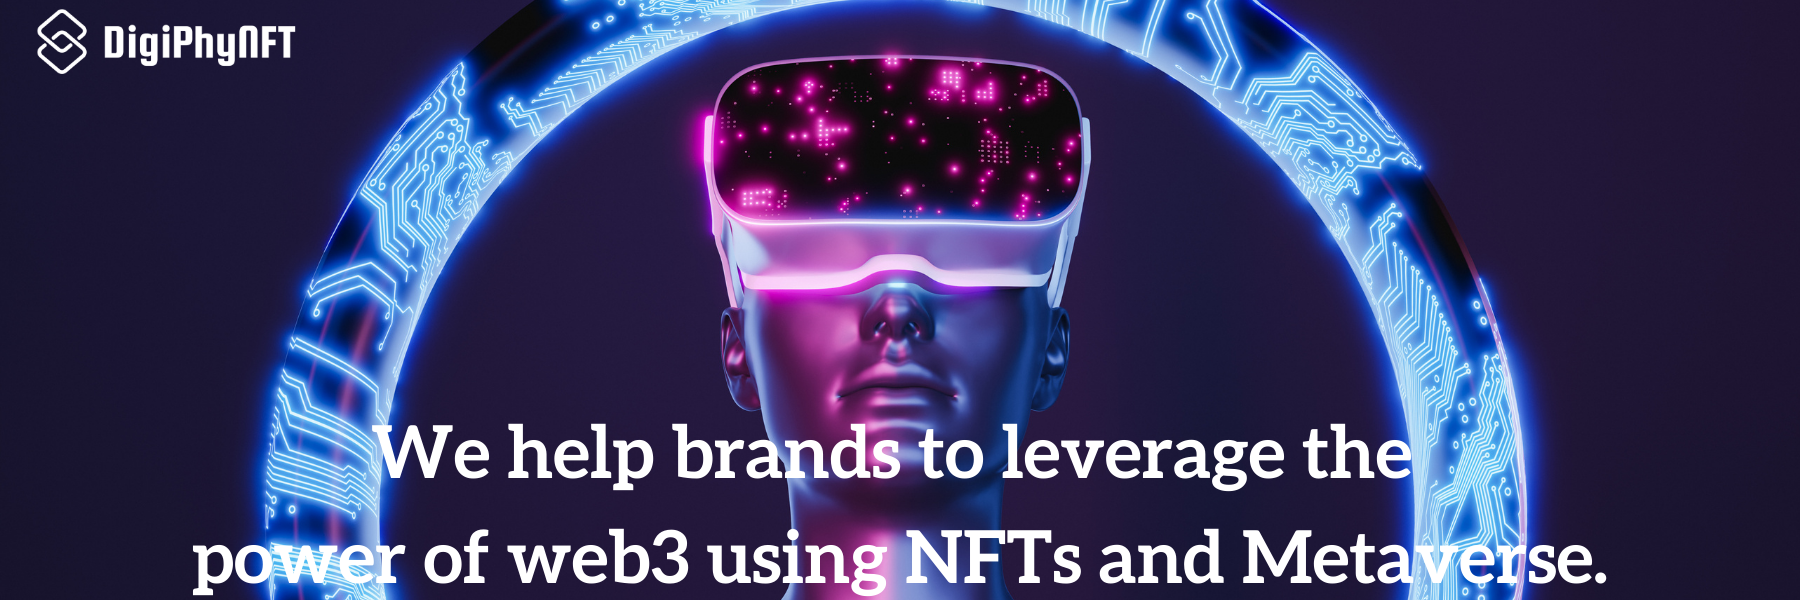 DigiPhyNFT
We help brands to leverage the
power of web3 using NFTs and Metaverse.